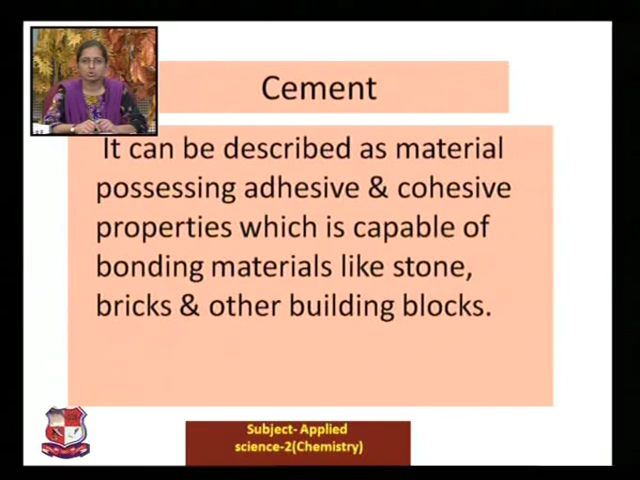 Cement
It can be described as material
possessing adhesive & cohesive
properties which is capable of
bonding materials like stone,
bricks & other building blocks.
Subject- Applied
science-2(Chemistry)